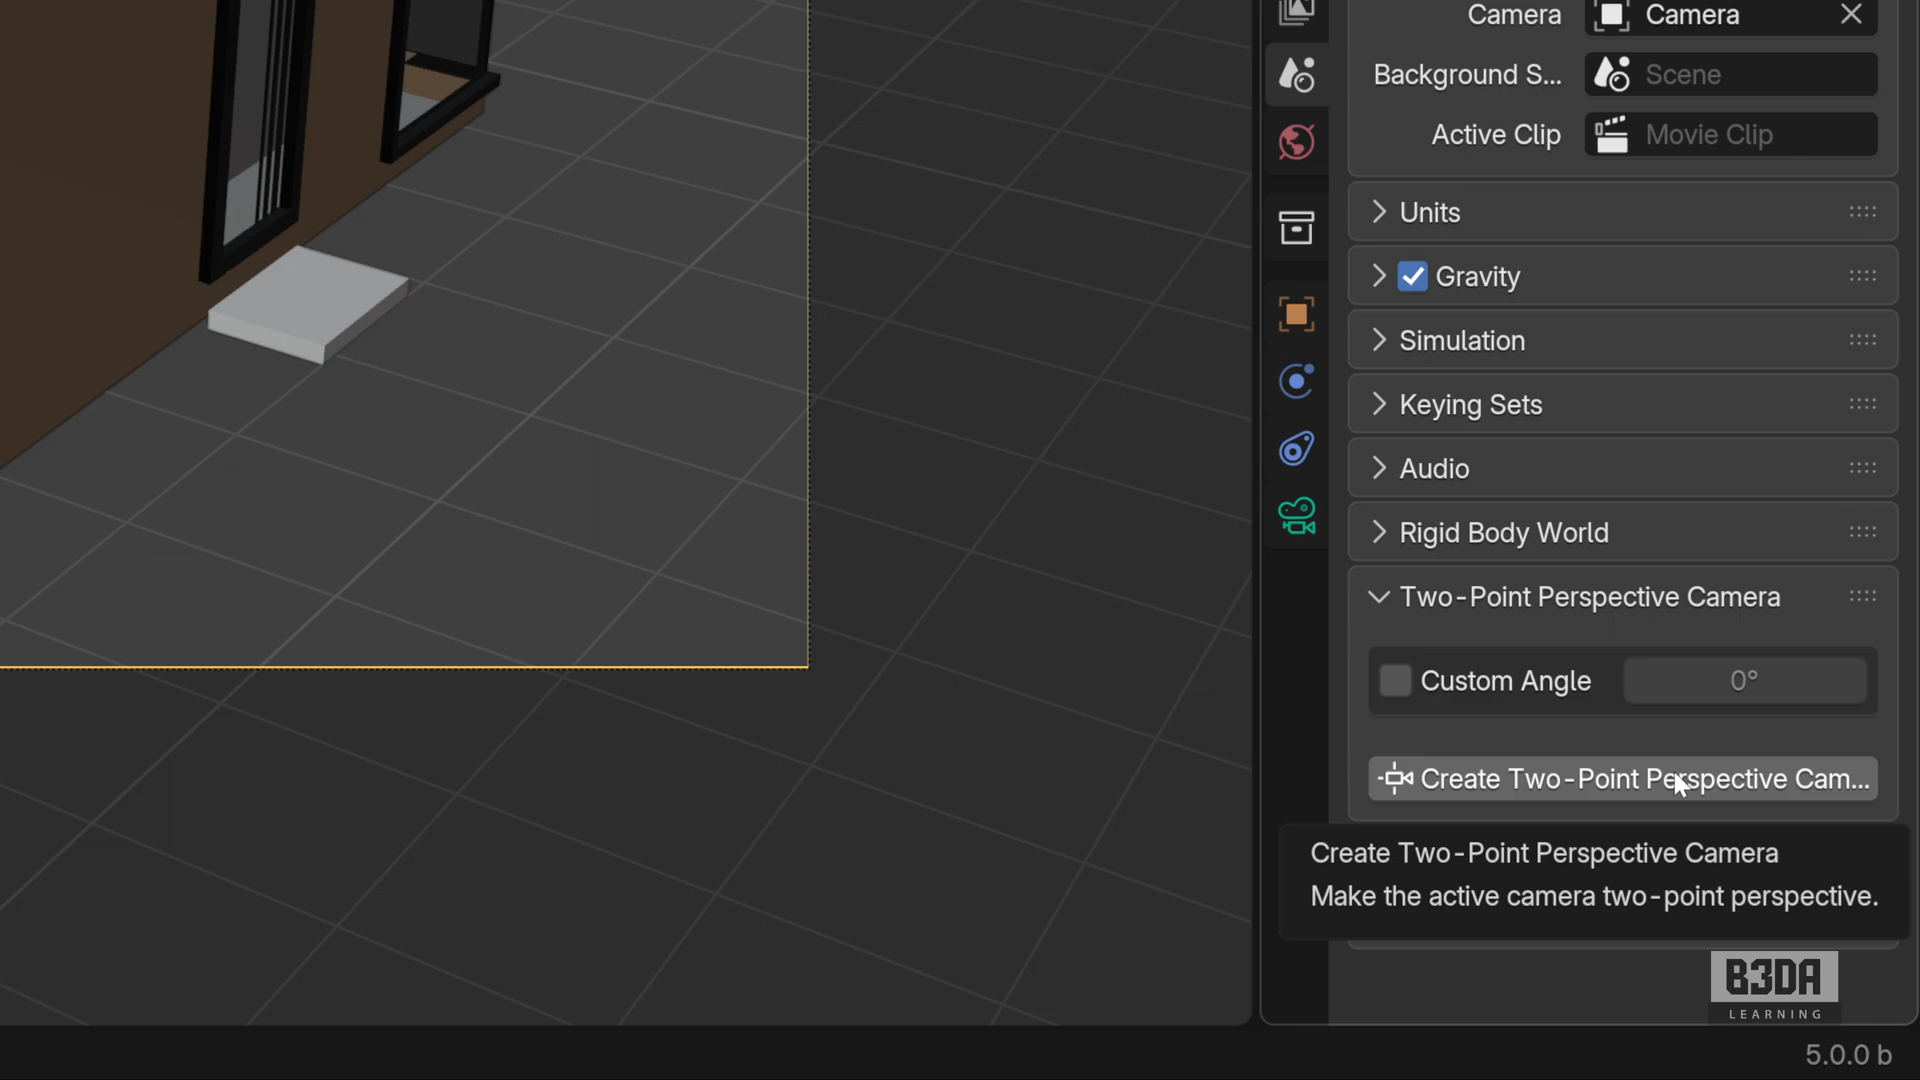 Camera
Camera
Background S...
Scene
Active Clip
Movie Clip
Units
Gravity
Simulation
Keying Sets
Audio
Rigid Body World
Two-Point Perspective Camera
Custom Angle
0°
Create Two-Point Perspective Cam...
Create Two-Point Perspective Camera
Make the active camera two-point perspective.
B3DA
LEARNING
5.0.0 b